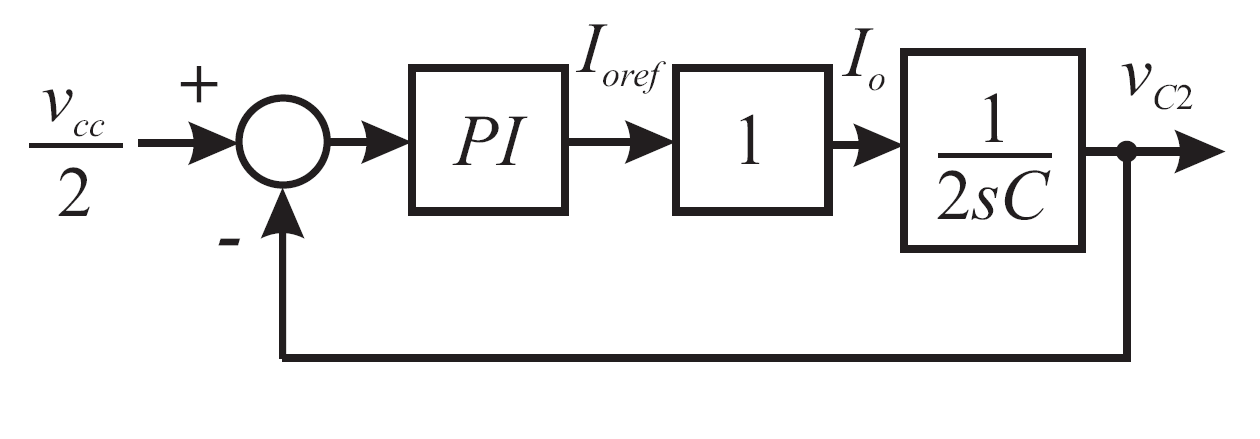 v_cc / 2
+
-
PI
I_oref
1
I_o
1 / 2sC
v_C2